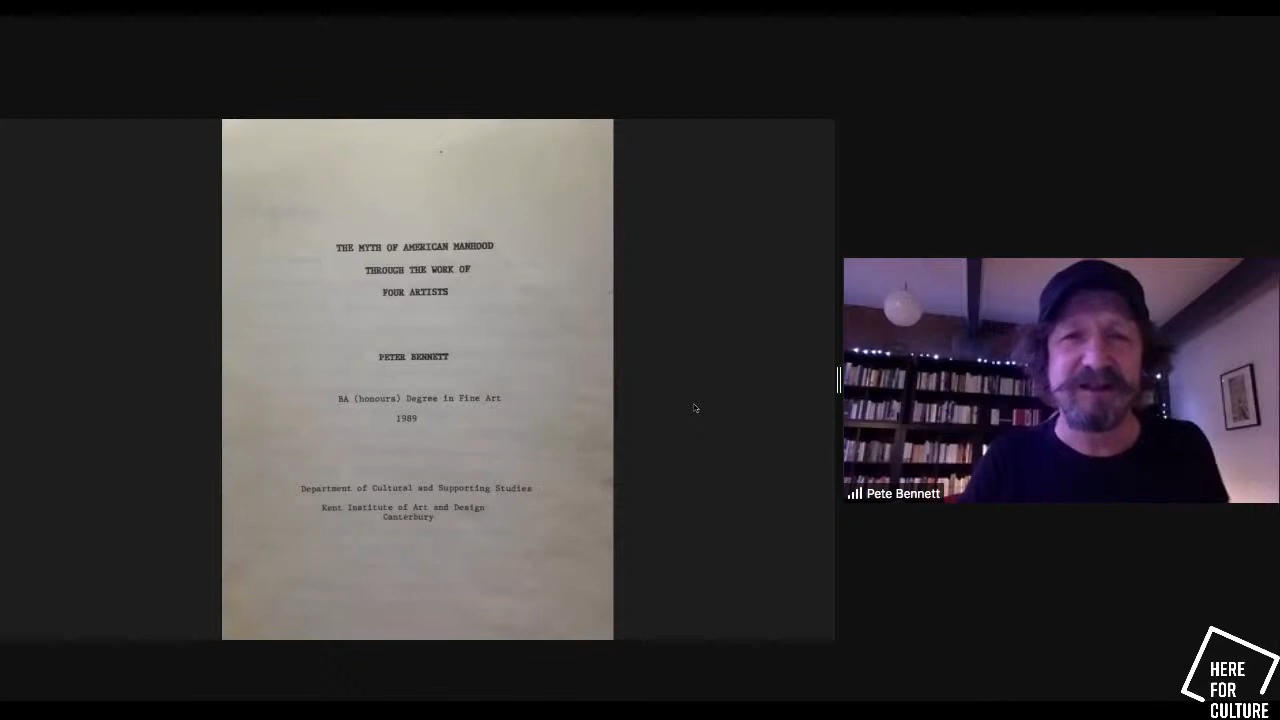 THE MYTH OF AMERICAN MANHOOD
THROUGH THE WORK OF
FOUR ARTISTS
PETER BENNETT
BA (honours) Degree in Fine Art
1989
Department of Cultural and Supporting Studies
Kent Institute of Art and Design
Canterbury
Pete Bennett
HERE
FOR
CULTURE